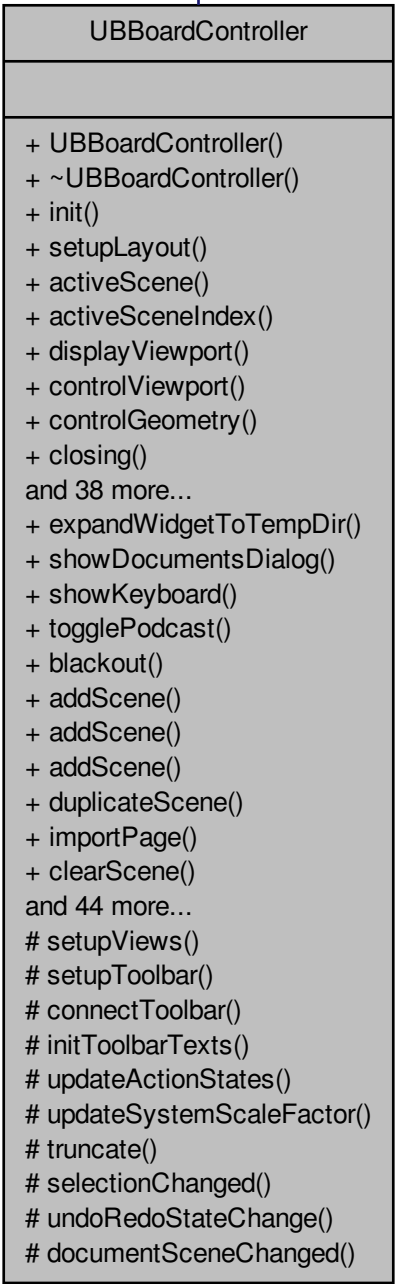 UBBoardController
+ UBBoardController()
+ ~UBBoardController()
+ init()
+ setupLayout()
+ activeScene()
+ activeSceneIndex()
+ displayViewport()
+ controlViewport()
+ controlGeometry()
+ closing()
and 38 more...
+ expandWidgetToTempDir()
+ showDocumentsDialog()
+ showKeyboard()
+ togglePodcast()
+ blackout()
+ addScene()
+ addScene()
+ addScene()
+ duplicateScene()
+ importPage()
+ clearScene()
and 44 more...
# setupViews()
# setupToolbar()
# connectToolbar()
# initToolbarTexts()
# updateActionStates()
# updateSystemScaleFactor()
# truncate()
# selectionChanged()
# undoRedoStateChange()
# documentSceneChanged()